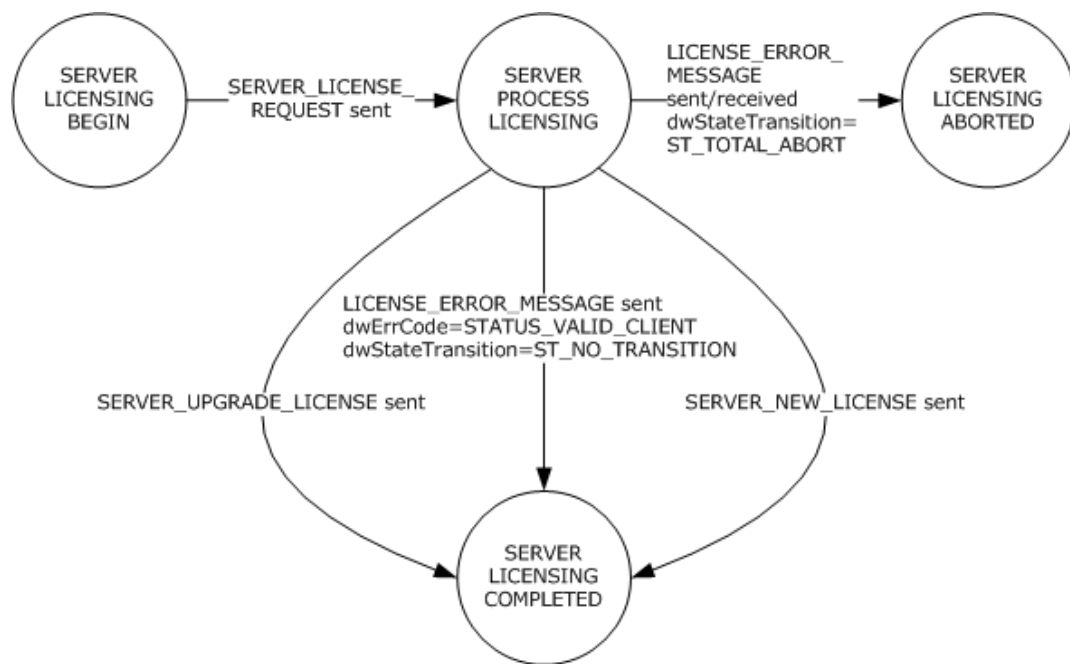 SERVER
LICENSING
BEGIN
SERVER_LICENSE_
REQUEST sent
SERVER
PROCESS
LICENSING
LICENSE_ERROR_
MESSAGE
sent/received
dwStateTransition=
ST_TOTAL_ABORT
SERVER
LICENSING
ABORTED
LICENSE_ERROR_MESSAGE sent
dwErrCode=STATUS_VALID_CLIENT
dwStateTransition=ST_NO_TRANSITION
SERVER_UPGRADE_LICENSE sent
SERVER_NEW_LICENSE sent
SERVER
LICENSING
COMPLETED